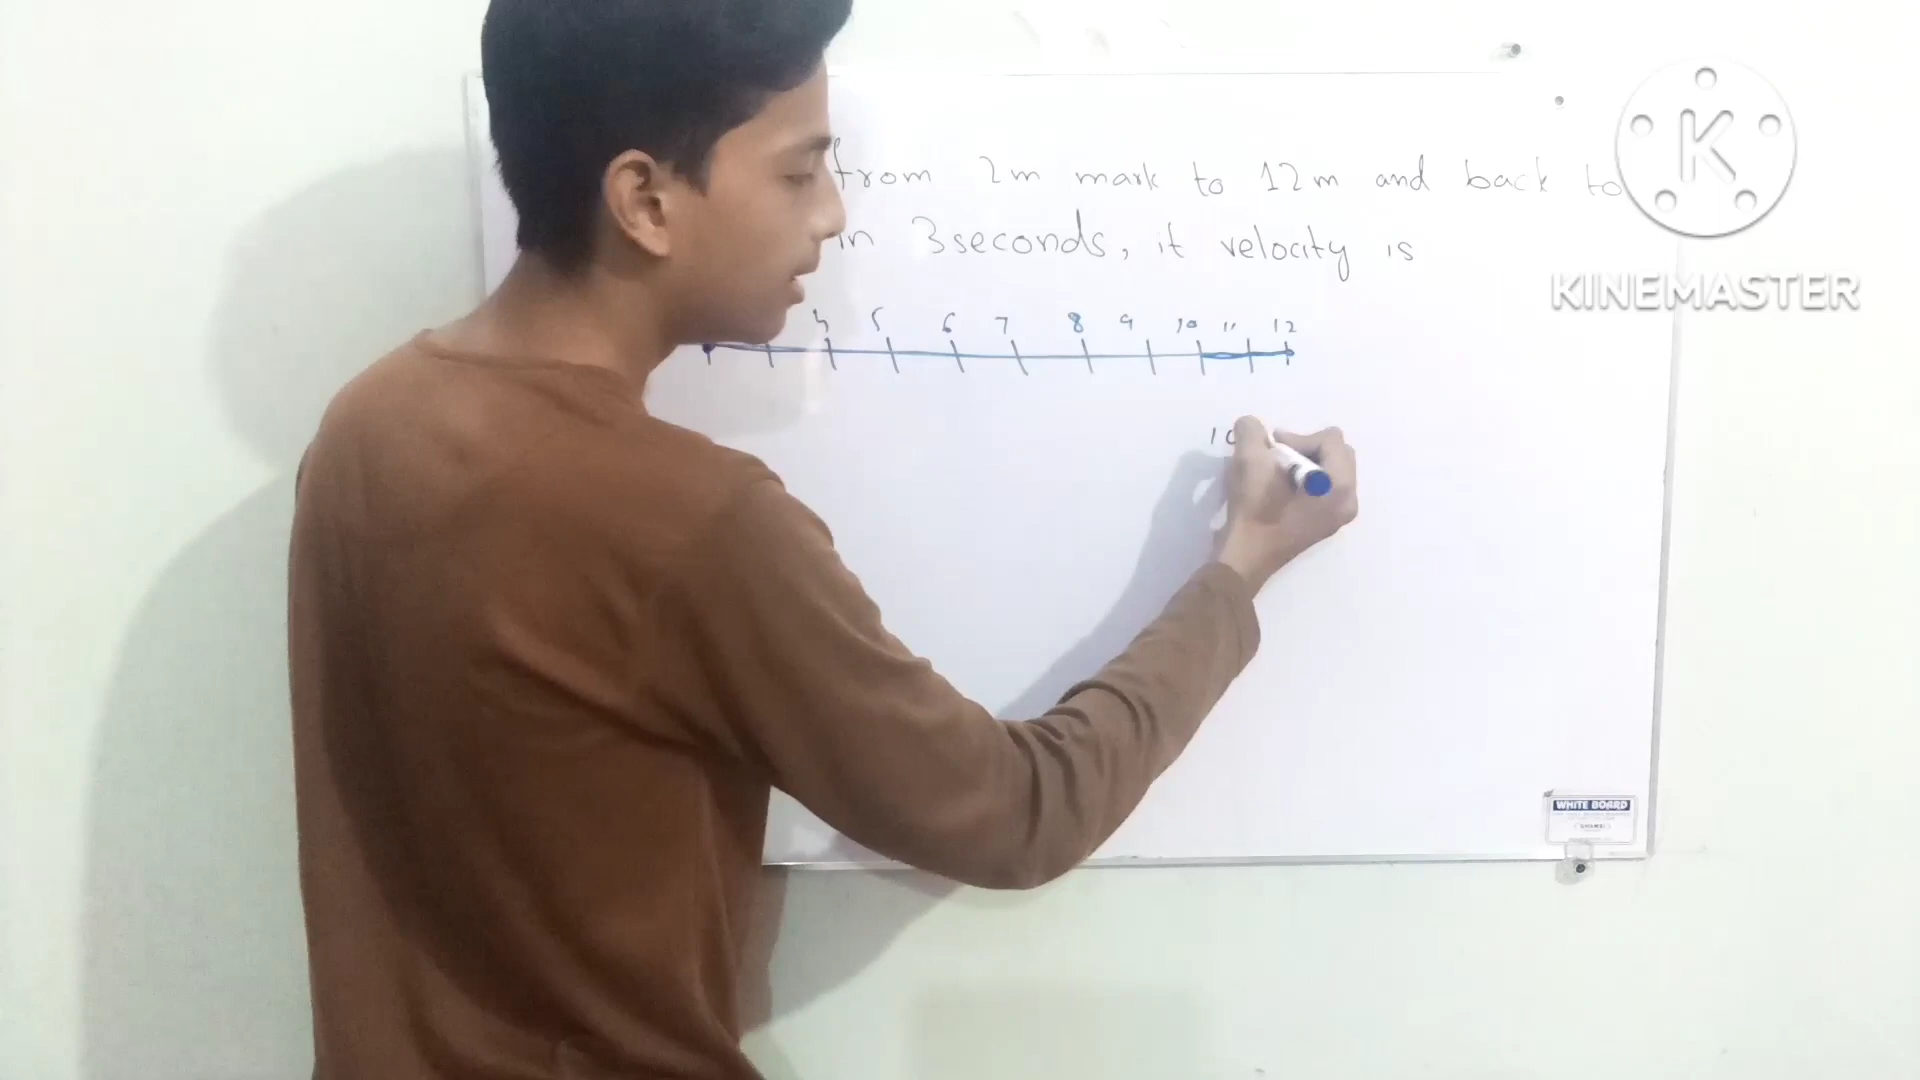 from 2m mark to 12m and back to
in 3seconds, it velocity is
4 5 6 7 8 9 10 11 12
10
K
KINEMASTER
WHITE BOARD